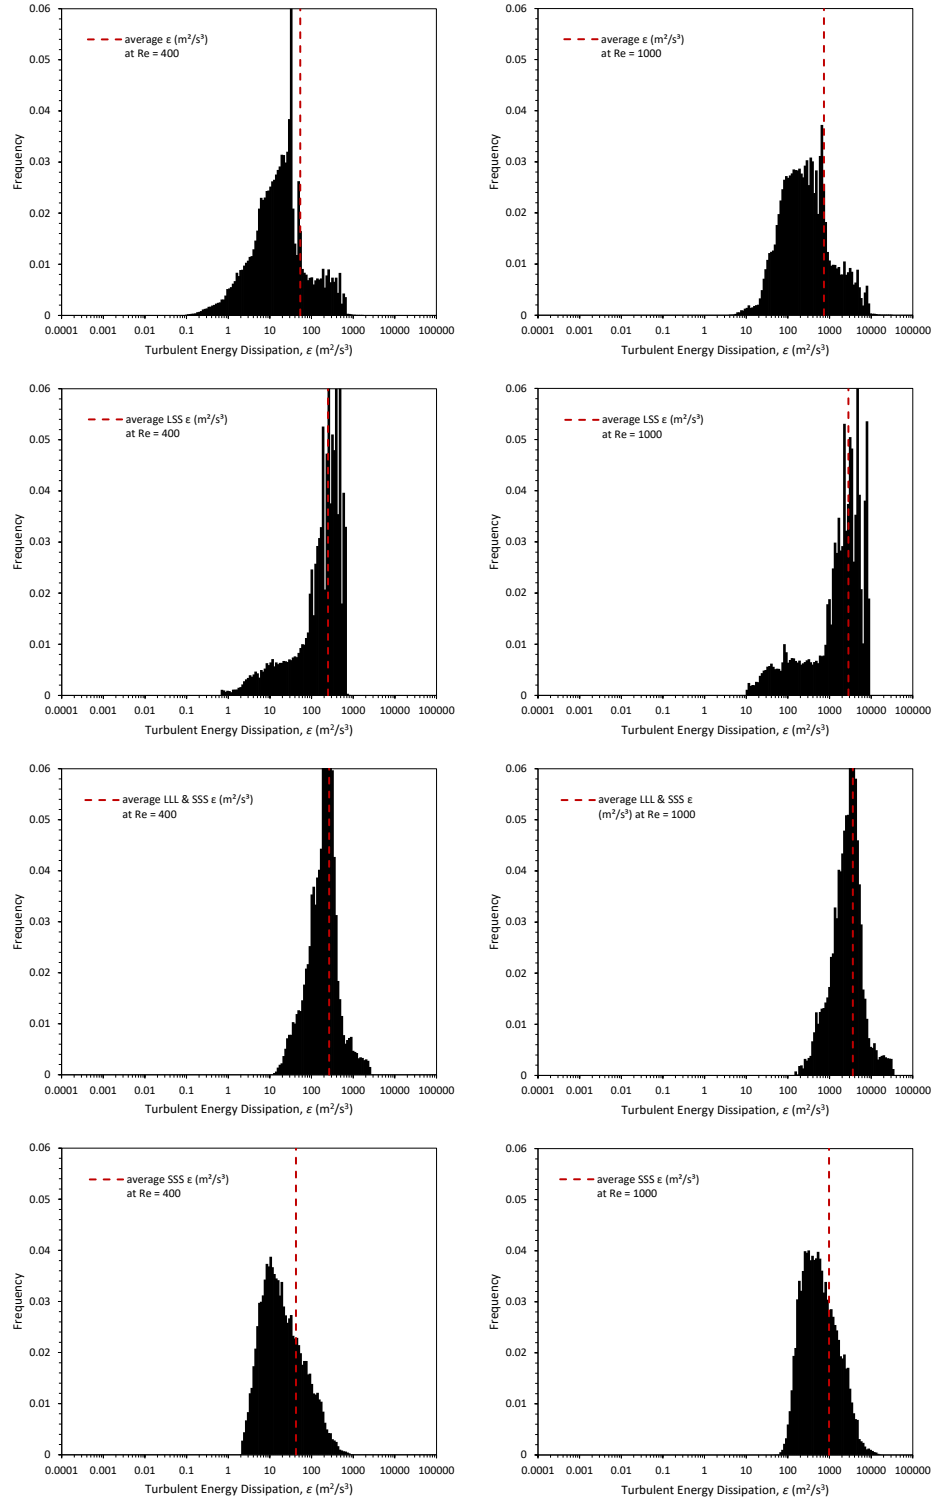 0.06
0.05
0.04
0.03
0.02
0.01
0
Frequency
average ε (m²/s³)
at Re = 400
0.0001 0.001 0.01 0.1 1 10 100 1000 10000 100000
Turbulent Energy Dissipation, ε (m²/s³)
0.06
0.05
0.04
0.03
0.02
0.01
0
Frequency
average ε (m²/s³)
at Re = 1000
0.0001 0.001 0.01 0.1 1 10 100 1000 10000 100000
Turbulent Energy Dissipation, ε (m²/s³)
0.06
0.05
0.04
0.03
0.02
0.01
0
Frequency
average LSS ε (m²/s³)
at Re = 400
0.0001 0.001 0.01 0.1 1 10 100 1000 10000 100000
Turbulent Energy Dissipation, ε (m²/s³)
0.06
0.05
0.04
0.03
0.02
0.01
0
Frequency
average LSS ε (m²/s³)
at Re = 1000
0.0001 0.001 0.01 0.1 1 10 100 1000 10000 100000
Turbulent Energy Dissipation, ε (m²/s³)
0.06
0.05
0.04
0.03
0.02
0.01
0
Frequency
average LLL & SSS ε (m²/s³)
at Re = 400
0.0001 0.001 0.01 0.1 1 10 100 1000 10000 100000
Turbulent Energy Dissipation, ε (m²/s³)
0.06
0.05
0.04
0.03
0.02
0.01
0
Frequency
average LLL & SSS ε
(m²/s³) at Re = 1000
0.0001 0.001 0.01 0.1 1 10 100 1000 10000 100000
Turbulent Energy Dissipation, ε (m²/s³)
0.06
0.05
0.04
0.03
0.02
0.01
0
Frequency
average SSS ε (m²/s³)
at Re = 400
0.0001 0.001 0.01 0.1 1 10 100 1000 10000 100000
Turbulent Energy Dissipation, ε (m²/s³)
0.06
0.05
0.04
0.03
0.02
0.01
0
Frequency
average SSS ε (m²/s³)
at Re = 1000
0.0001 0.001 0.01 0.1 1 10 100 1000 10000 100000
Turbulent Energy Dissipation, ε (m²/s³)